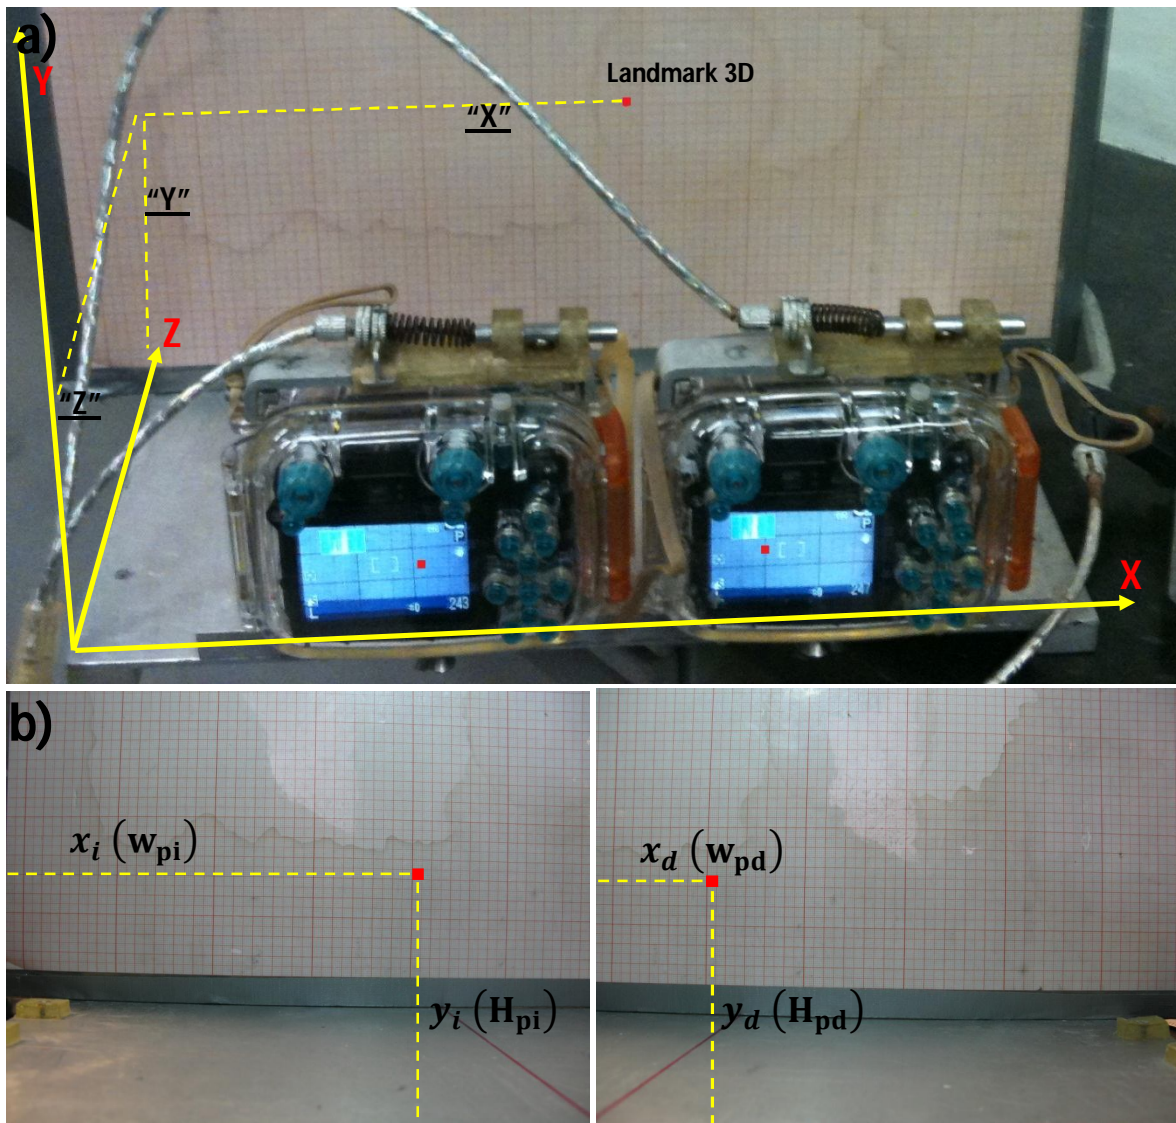 a)
Y
Landmark 3D
“X”
“Y”
Z
“Z”
P
L
243
P
247
X
b)
x_i (w_pi)
y_i (H_pi)
x_d (w_pd)
y_d (H_pd)